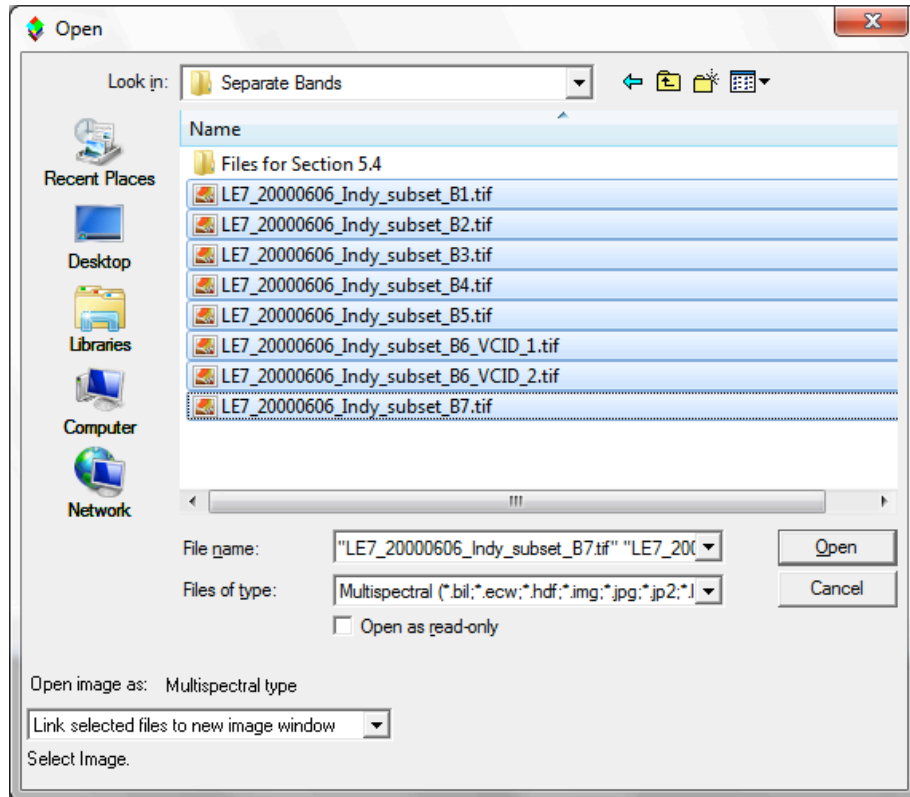 Open
Look in: Separate Bands
Name
Files for Section 5.4
LE7_20000606_Indy_subset_B1.tif
LE7_20000606_Indy_subset_B2.tif
LE7_20000606_Indy_subset_B3.tif
LE7_20000606_Indy_subset_B4.tif
LE7_20000606_Indy_subset_B5.tif
LE7_20000606_Indy_subset_B6_VCID_1.tif
LE7_20000606_Indy_subset_B6_VCID_2.tif
LE7_20000606_Indy_subset_B7.tif
Recent Places
Desktop
Libraries
Computer
Network
File name: "LE7_20000606_Indy_subset_B7.tif" "LE7_200 Open
Files of type: Multispectral (*.bil;*.ecw;*.hdf;*.img;*.jpg;*.jp2;*.l Cancel
Open as read-only
Open image as: Multispectral type
Link selected files to new image window
Select Image.